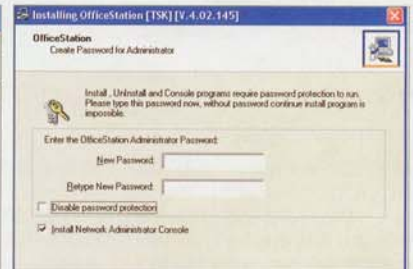 Installing OfficeStation [TSK] [V.4.02.145]
OfficeStation
Create Password for Administrator
Install , UnInstall and Console programs require password protection to run.
Please type this password now, without password continue install program is
impossible.
Enter the OfficeStation Administrator Password:
New Password:
Retype New Password:
Disable password protection
Install Network Administrator Console